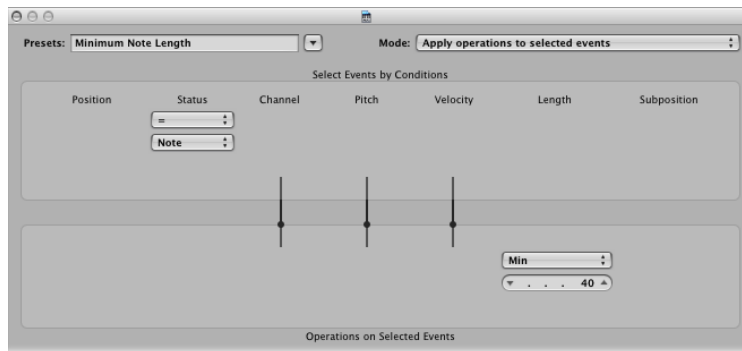 Presets: Minimum Note Length Mode: Apply operations to selected events
Select Events by Conditions
Position Status Channel Pitch Velocity Length Subposition
=
Note
Min
. . . 40
Operations on Selected Events